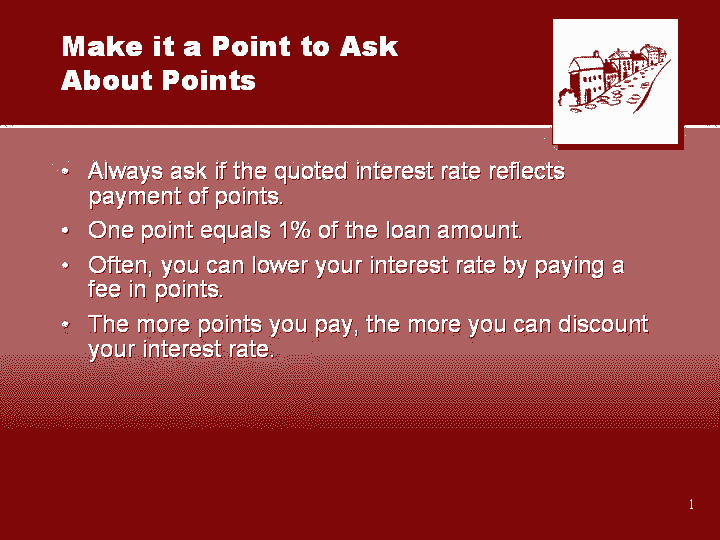 Make it a Point to Ask
About Points
• Always ask if the quoted interest rate reflects
payment of points.
• One point equals 1% of the loan amount.
• Often, you can lower your interest rate by paying a
fee in points.
• The more points you pay, the more you can discount
your interest rate.
1